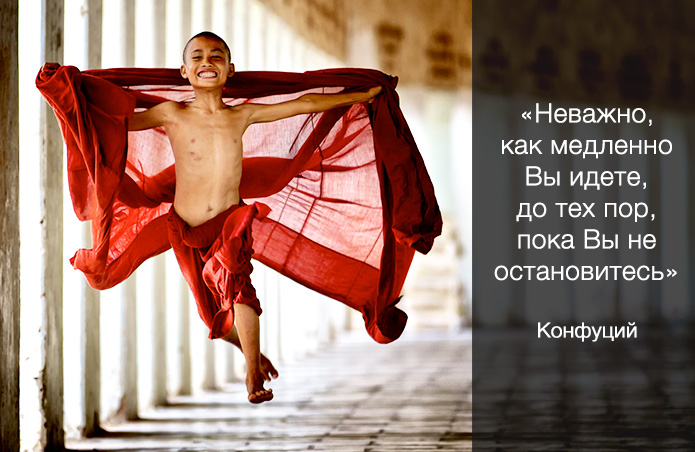 «Неважно,
как медленно
Вы идете,
до тех пор,
пока Вы не
остановитесь»
Конфуций